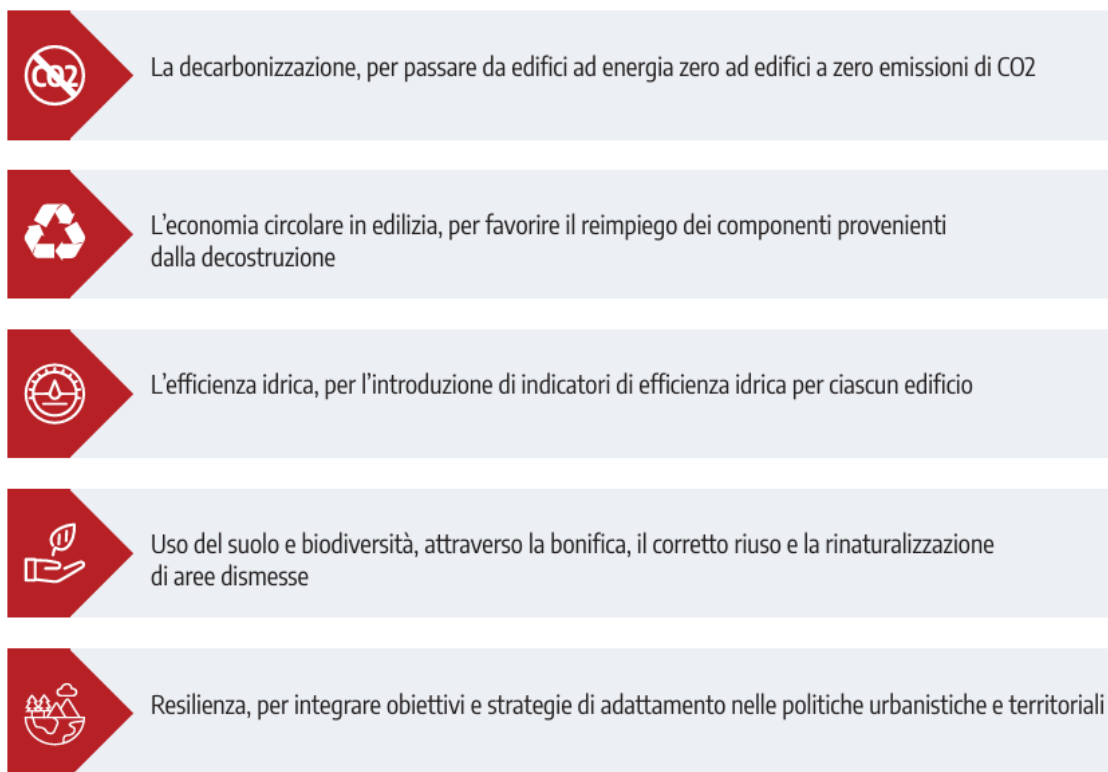 CO2
La decarbonizzazione, per passare da edifici ad energia zero ad edifici a zero emissioni di CO2
L'economia circolare in edilizia, per favorire il reimpiego dei componenti provenienti
dalla decostruzione
L'efficienza idrica, per l'introduzione di indicatori di efficienza idrica per ciascun edificio
Uso del suolo e biodiversità, attraverso la bonifica, il corretto riuso e la rinaturalizzazione
di aree dismesse
Resilienza, per integrare obiettivi e strategie di adattamento nelle politiche urbanistiche e territoriali